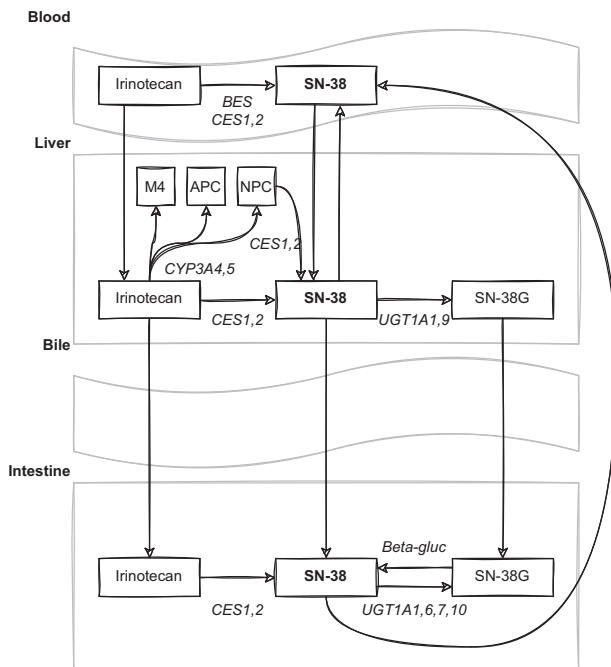 Blood
Irinotecan
SN-38
BES
CES1,2
Liver
M4
APC
NPC
CES1,2
CYP3A4,5
Irinotecan
SN-38
SN-38G
CES1,2
UGT1A1,9
Bile
Intestine
Beta-gluc
Irinotecan
SN-38
SN-38G
CES1,2
UGT1A1,6,7,10